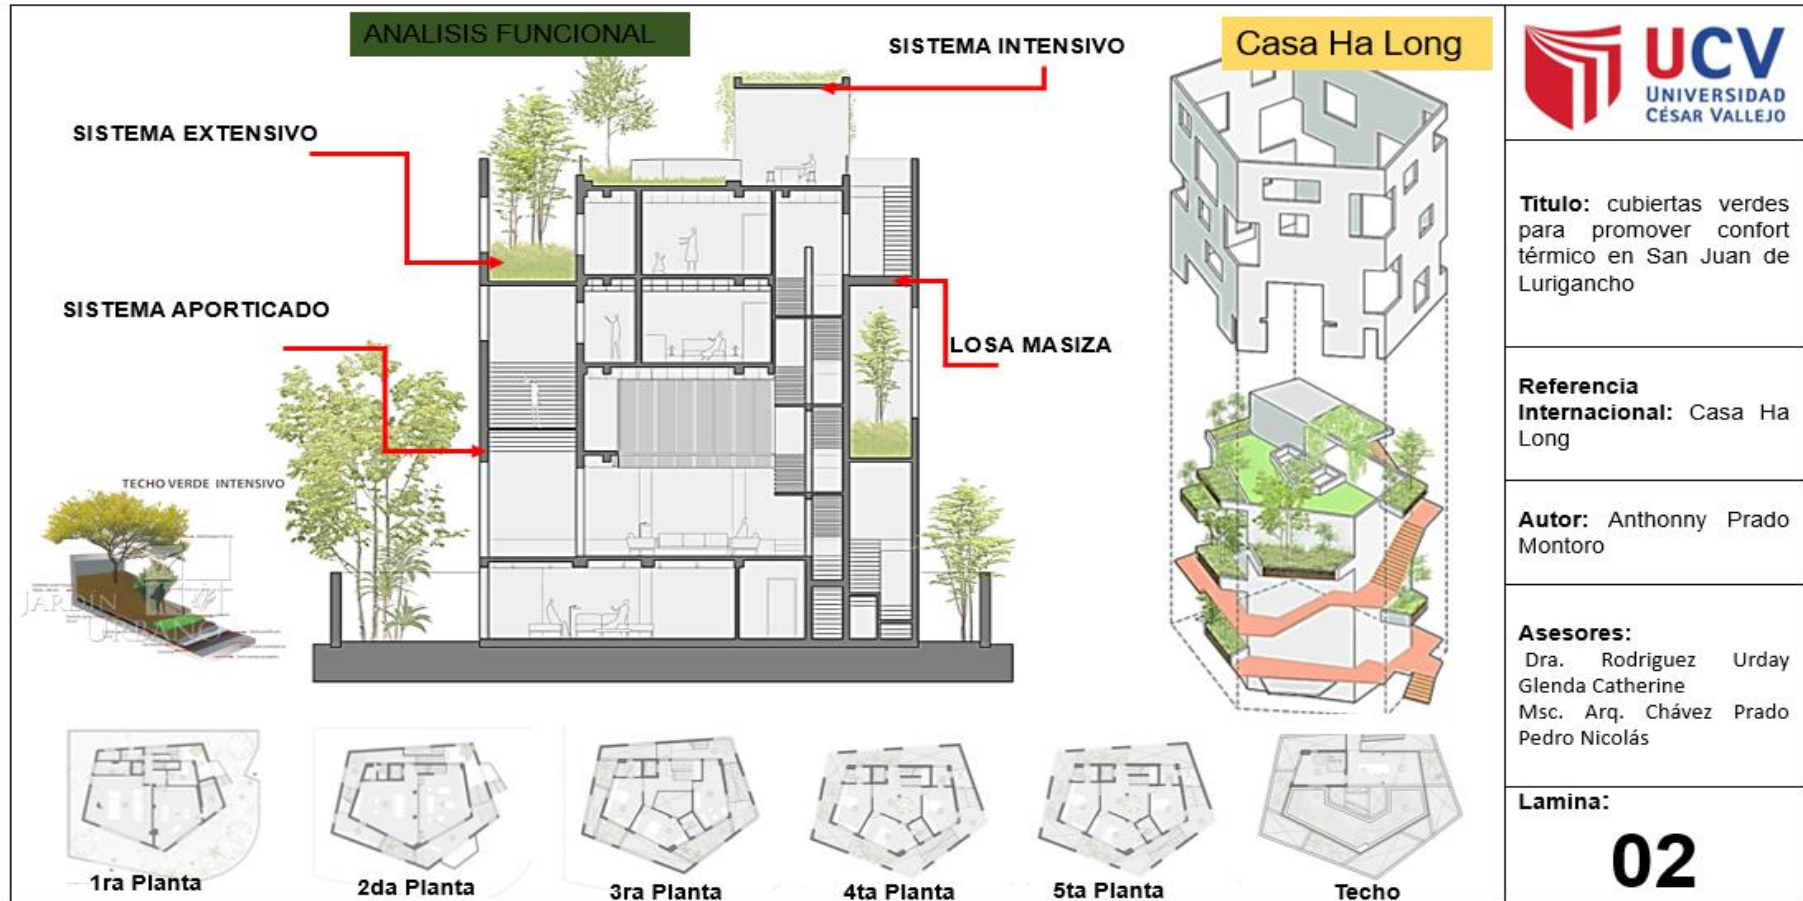 ANALISIS FUNCIONAL
SISTEMA INTENSIVO
Casa Ha Long
SISTEMA EXTENSIVO
SISTEMA APORTICADO
LOSA MASIZA
TECHO VERDE INTENSIVO
JARDÍN
URBANO
1ra Planta
2da Planta
3ra Planta
4ta Planta
5ta Planta
Techo
UCV
UNIVERSIDAD
CÉSAR VALLEJO
Titulo: cubiertas verdes
para promover confort
térmico en San Juan de
Lurigancho
Referencia
Internacional: Casa Ha
Long
Autor: Anthonny Prado
Montoro
Asesores:
Dra. Rodriguez Urday
Glenda Catherine
Msc. Arq. Chávez Prado
Pedro Nicolás
Lamina:
02